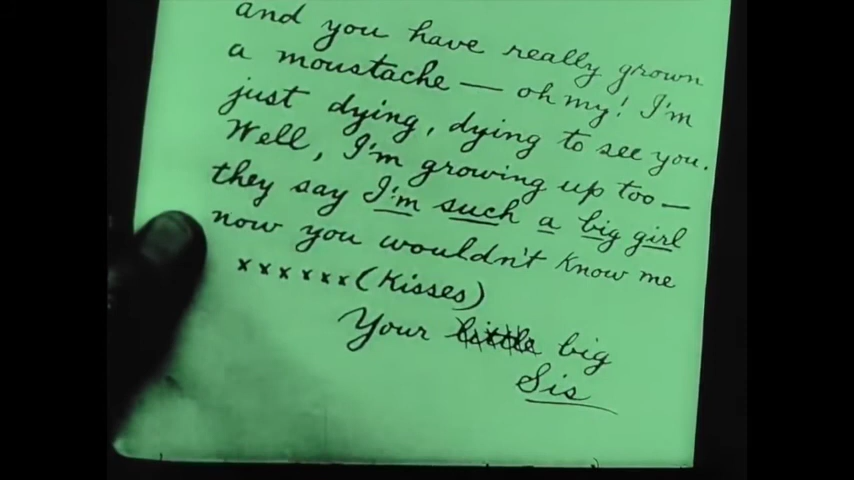 and you have really grown
a moustache — oh my! I'm
just dying, dying to see you.
Well, I'm growing up too —
they say I'm such a big girl
now you wouldn't know me
xxxxxx (Kisses)
Your little big
Sis